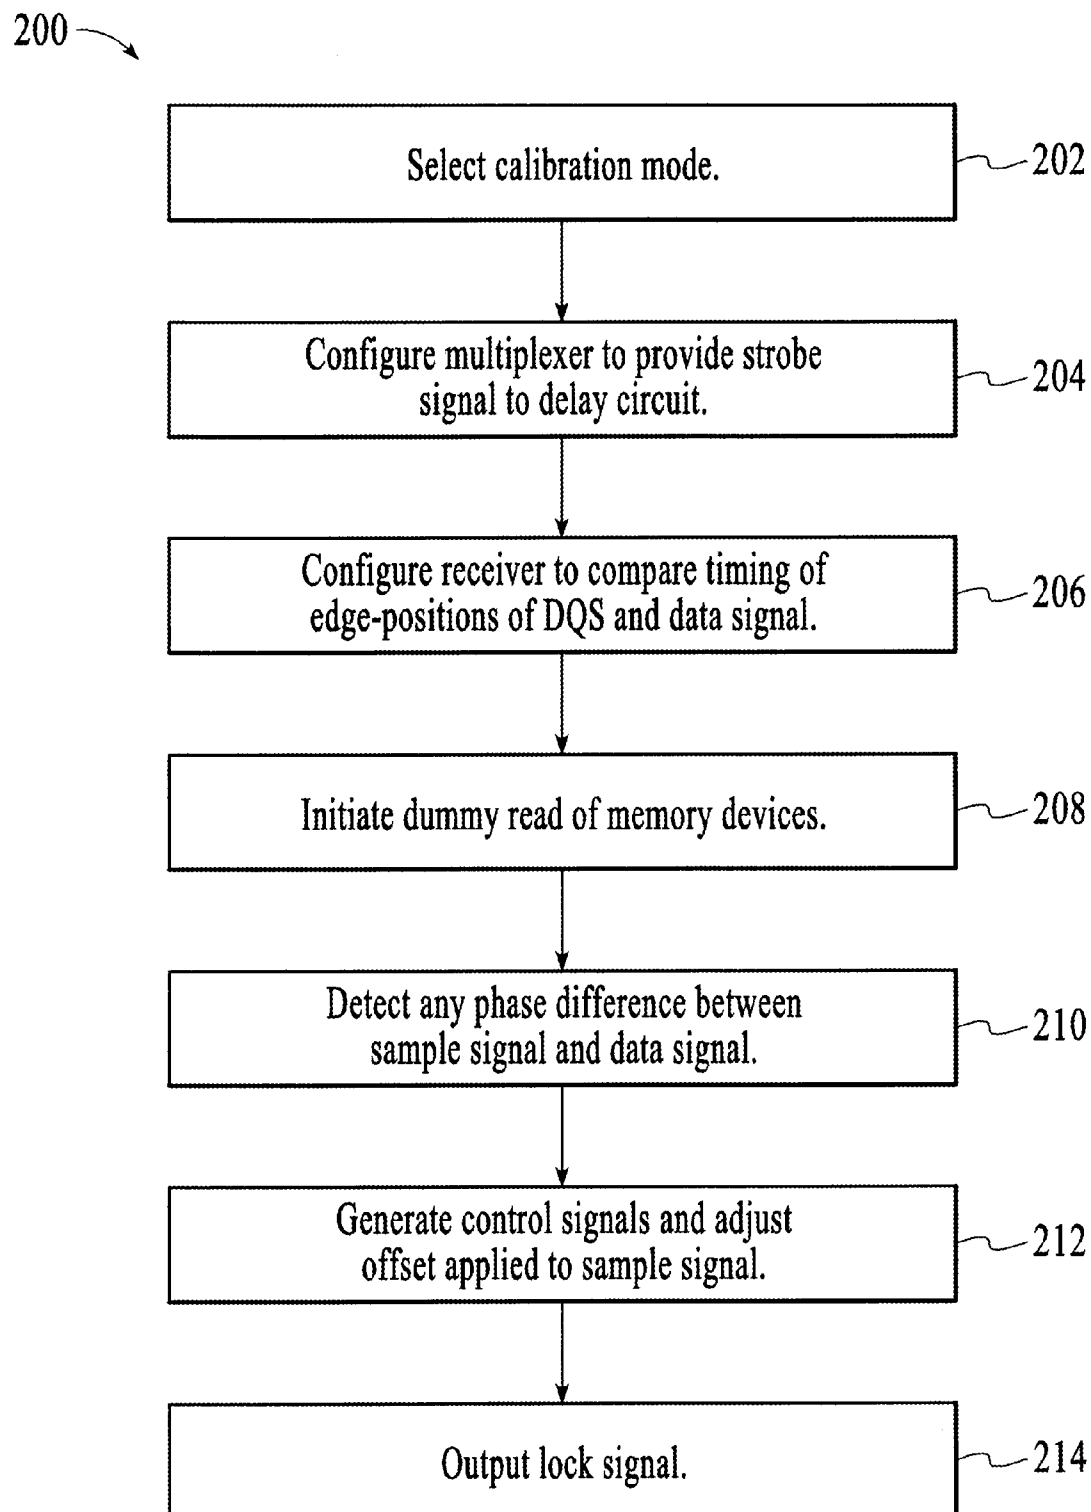 200
Select calibration mode.
202
Configure multiplexer to provide strobe
signal to delay circuit.
204
Configure receiver to compare timing of
edge-positions of DQS and data signal.
206
Initiate dummy read of memory devices.
208
Detect any phase difference between
sample signal and data signal.
210
Generate control signals and adjust
offset applied to sample signal.
212
Output lock signal.
214